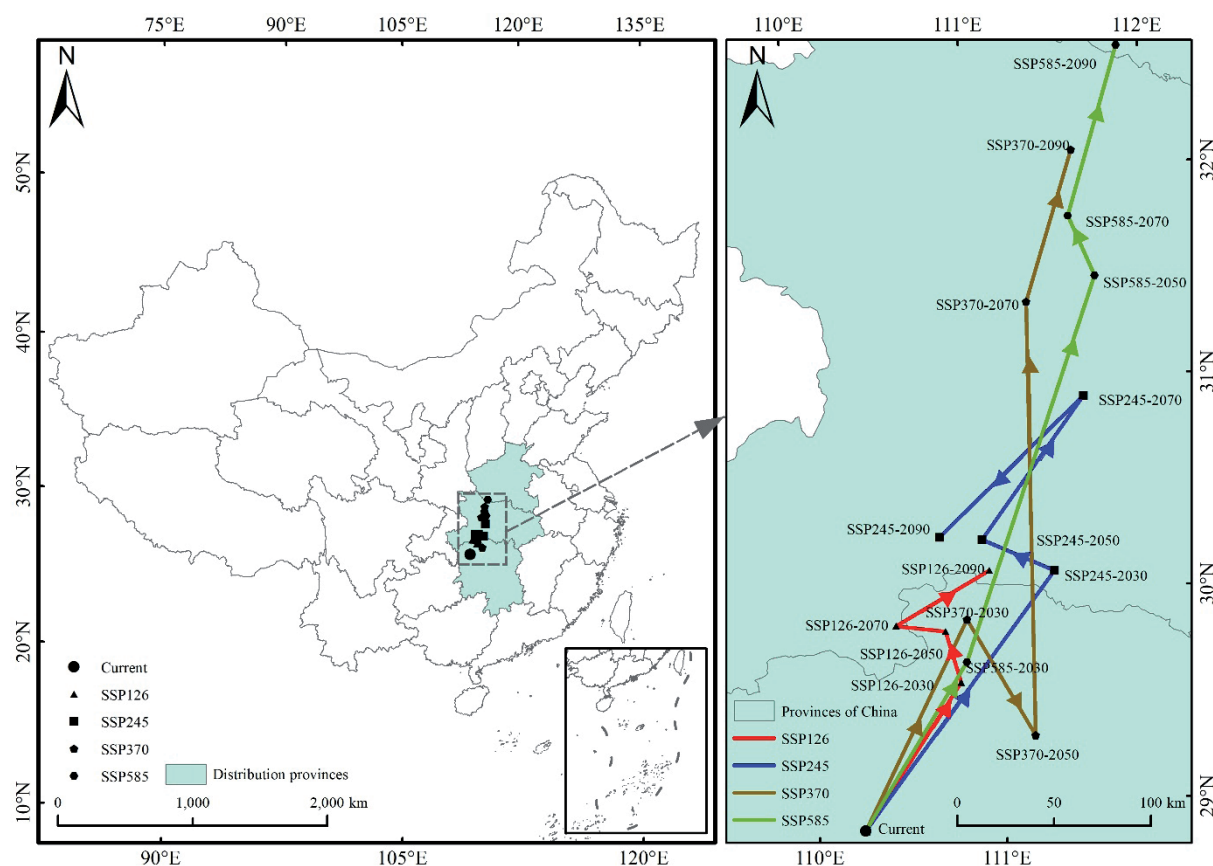 75°E 90°E 105°E 120°E 135°E
N
50°N
40°N
30°N
20°N
10°N
Current
SSP126
SSP245
SSP370
SSP585
Distribution provinces
0 1,000 2,000 km
90°E 105°E 120°E
110°E 111°E 112°E
N
SSP585-2090
SSP370-2090
32°N
SSP585-2070
SSP585-2050
SSP370-2070
31°N
SSP245-2070
SSP245-2090
SSP245-2050
SSP126-2090
SSP245-2030
30°N
SSP370-2030
SSP126-2070
SSP126-2050
SSP585-2030
SSP126-2030
Provinces of China
SSP126
SSP370-2050
SSP245
SSP370
0 50 100 km
29°N
SSP585
Current
110°E 111°E